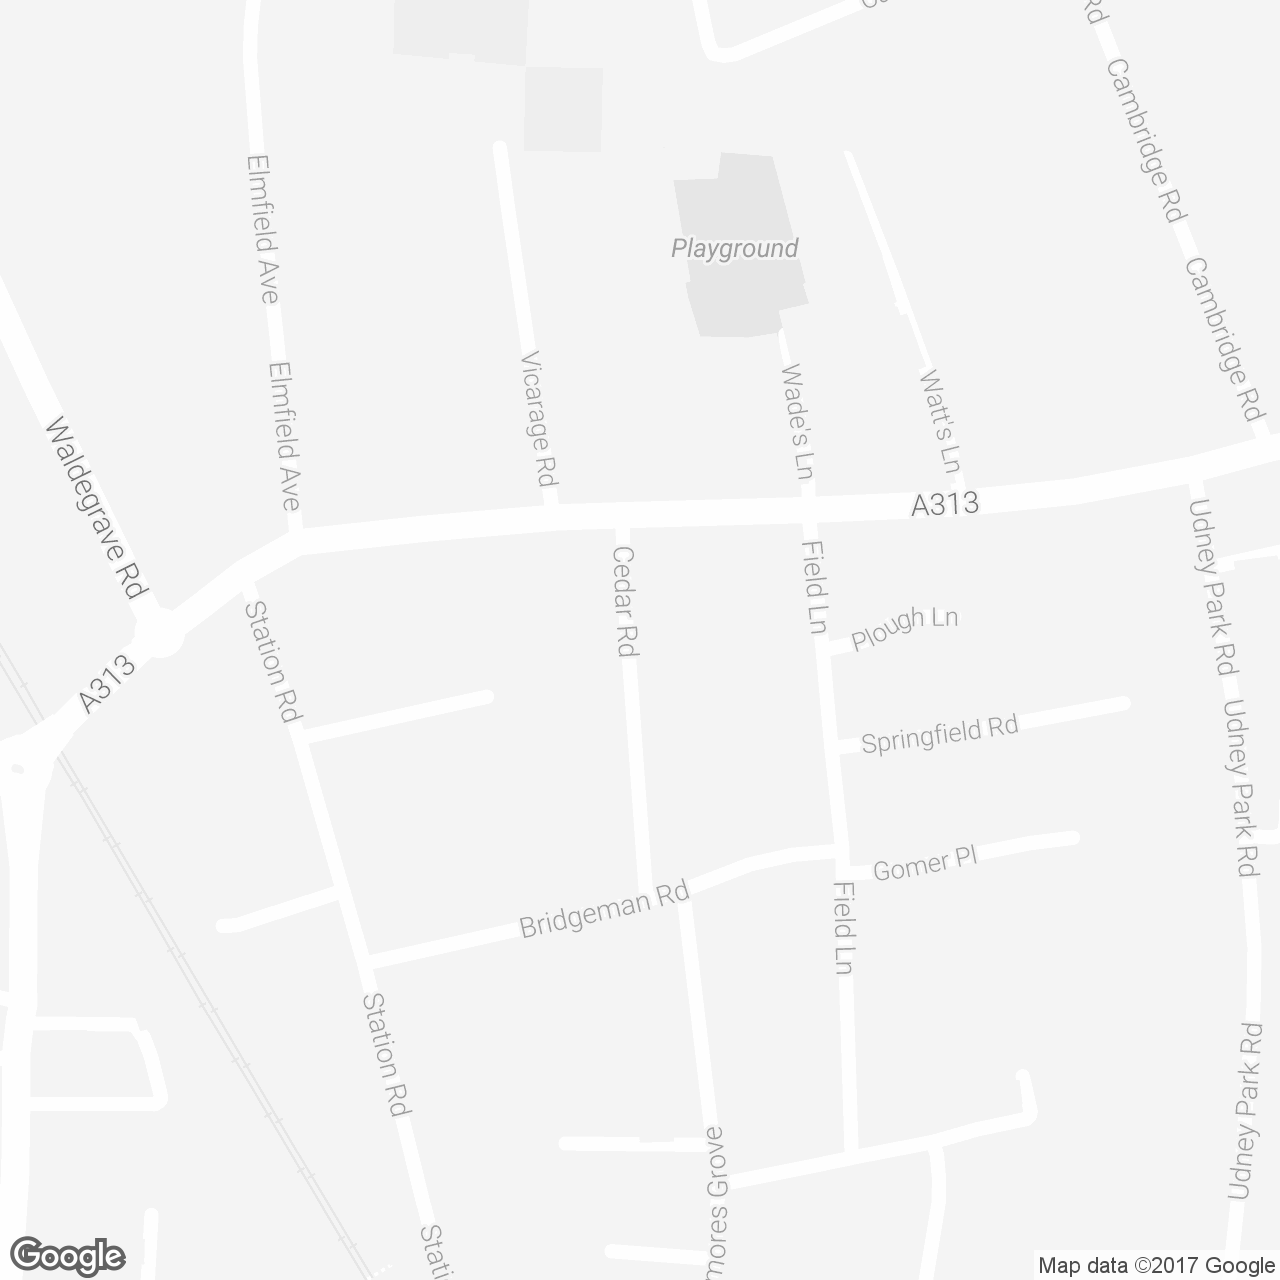 Cambridge Rd
Elmfield Ave
Playground
Cambridge Rd
Vicarage Rd
Wade's Ln
Watt's Ln
Elmfield Ave
Waldegrave Rd
A313
Udney Park Rd
Cedar Rd
Field Ln
Plough Ln
Station Rd
A313
Springfield Rd
Udney Park Rd
Gomer Pl
Bridgeman Rd
Field Ln
Station Rd
Udney Park Rd
Google
Map data ©2017 Google